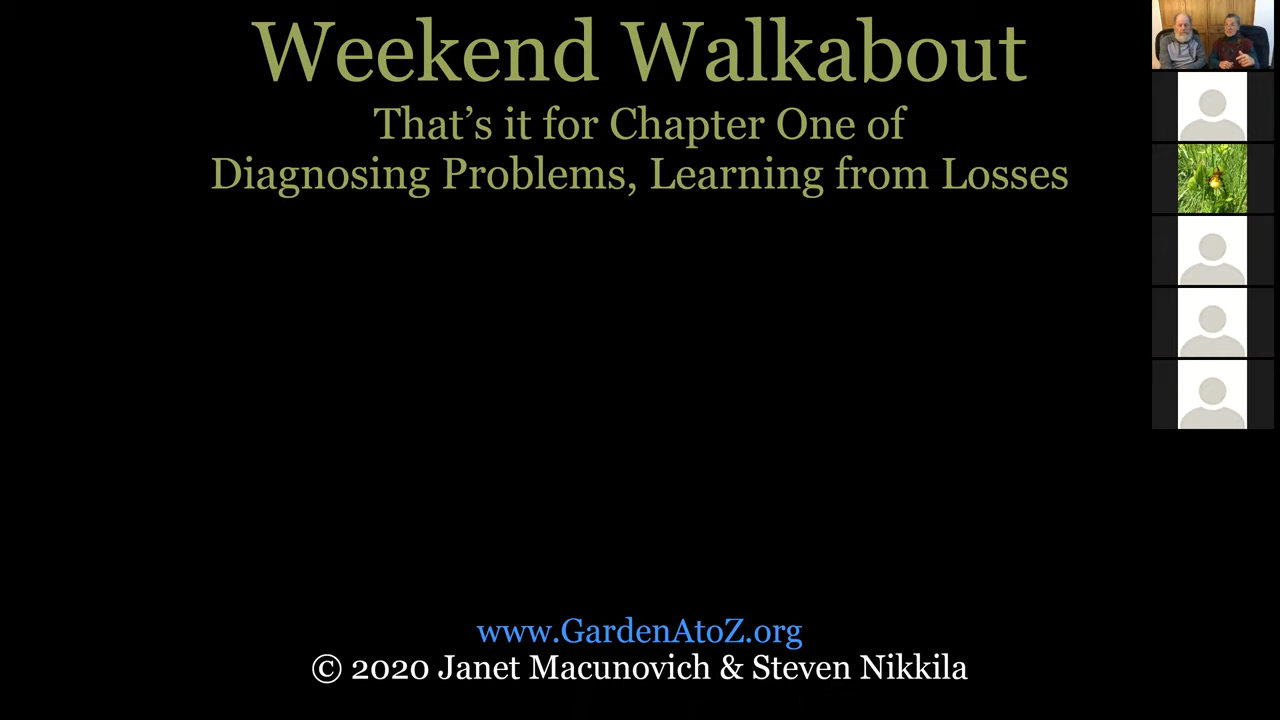 Weekend Walkabout
That’s it for Chapter One of
Diagnosing Problems, Learning from Losses
www.GardenAtoZ.org
© 2020 Janet Macunovich & Steven Nikkila